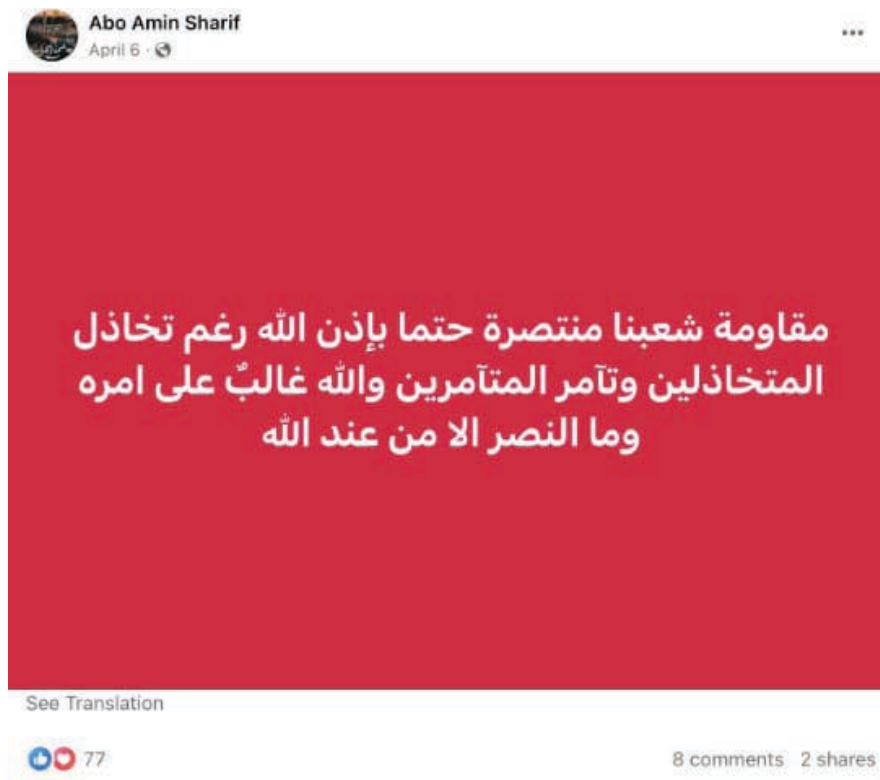 Abo Amin Sharif
April 6 ·
مقاومة شعبنا منتصرة حتما بإذن الله رغم تخاذل
المتخاذلين وتآمر المتآمرين والله غالبٌ على امره
وما النصر الا من عند الله
See Translation
77
8 comments 2 shares